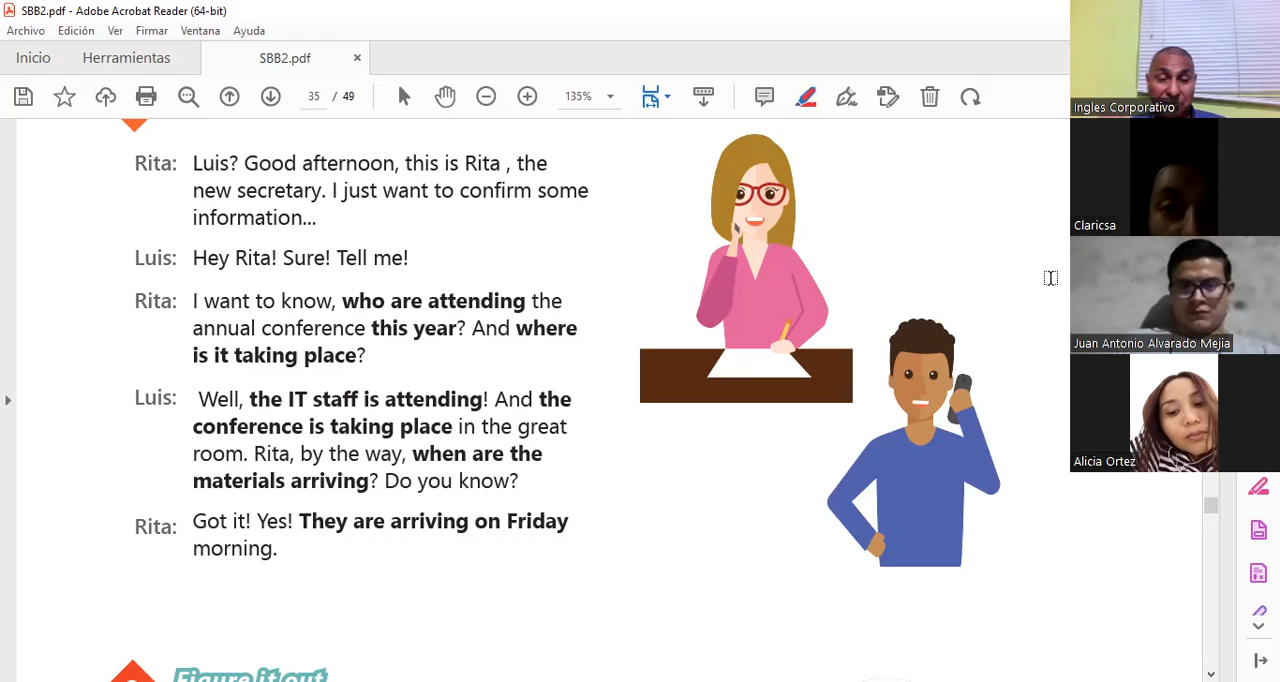 SBB2.pdf - Adobe Acrobat Reader (64-bit)
Archivo Edición Ver Firmar Ventana Ayuda
Inicio Herramientas SBB2.pdf ×
35 / 49 135%
Rita: Luis? Good afternoon, this is Rita , the
new secretary. I just want to confirm some
information...
Luis: Hey Rita! Sure! Tell me!
Rita: I want to know, who are attending the
annual conference this year? And where
is it taking place?
Luis: Well, the IT staff is attending! And the
conference is taking place in the great
room. Rita, by the way, when are the
materials arriving? Do you know?
Rita: Got it! Yes! They are arriving on Friday
morning.
Figure it out
Ingles Corporativo
Claricsa
Juan Antonio Alvarado Mejia
Alicia Ortez